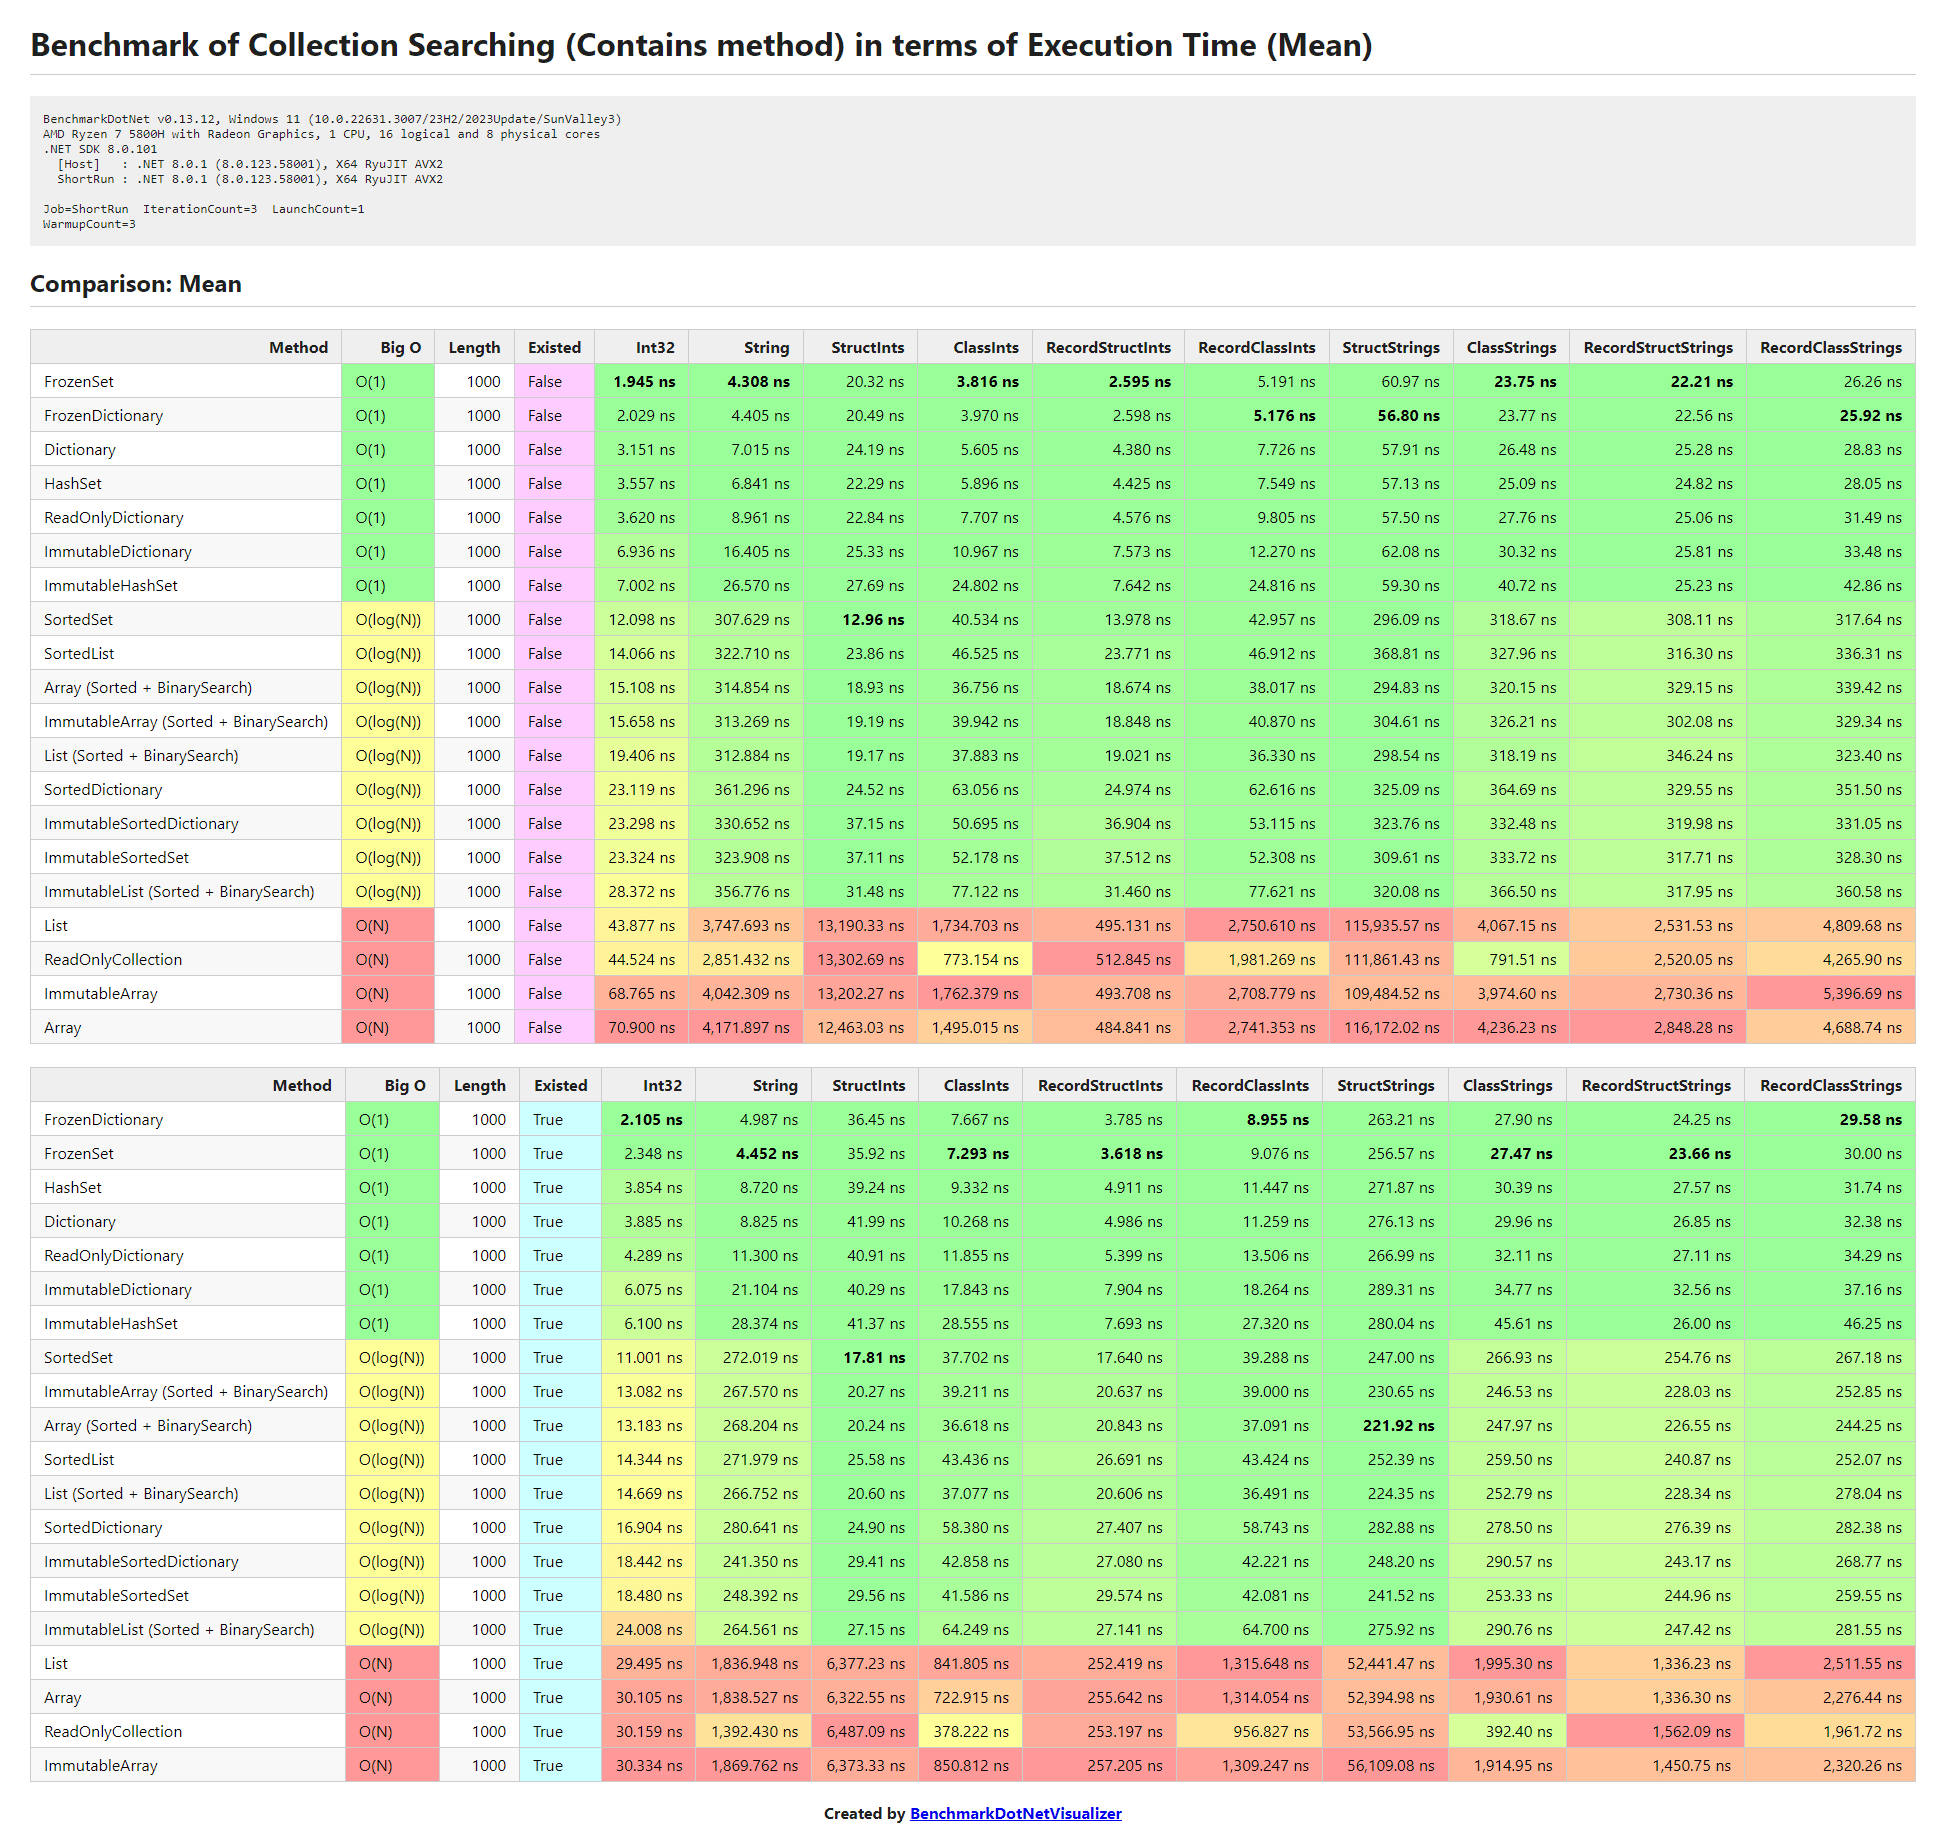 Benchmark of Collection Searching (Contains method) in terms of Execution Time (Mean)
BenchmarkDotNet v0.13.12, Windows 11 (10.0.22631.3007/23H2/2023Update/SunValley3)
AMD Ryzen 7 5800H with Radeon Graphics, 1 CPU, 16 logical and 8 physical cores
.NET SDK 8.0.101
[Host]   : .NET 8.0.1 (8.0.123.58001), X64 RyuJIT AVX2
ShortRun : .NET 8.0.1 (8.0.123.58001), X64 RyuJIT AVX2
Job=ShortRun  IterationCount=3  LaunchCount=1
WarmupCount=3
Comparison: Mean
Method Big O Length Existed Int32 String StructInts ClassInts RecordStructInts RecordClassInts StructStrings ClassStrings RecordStructStrings RecordClassStrings
FrozenSet O(1) 1000 False 1.945 ns 4.308 ns 20.32 ns 3.816 ns 2.595 ns 5.191 ns 60.97 ns 23.75 ns 22.21 ns 26.26 ns
FrozenDictionary O(1) 1000 False 2.029 ns 4.405 ns 20.49 ns 3.970 ns 2.598 ns 5.176 ns 56.80 ns 23.77 ns 22.56 ns 25.92 ns
Dictionary O(1) 1000 False 3.151 ns 7.015 ns 24.19 ns 5.605 ns 4.380 ns 7.726 ns 57.91 ns 26.48 ns 25.28 ns 28.83 ns
HashSet O(1) 1000 False 3.557 ns 6.841 ns 22.29 ns 5.896 ns 4.425 ns 7.549 ns 57.13 ns 25.09 ns 24.82 ns 28.05 ns
ReadOnlyDictionary O(1) 1000 False 3.620 ns 8.961 ns 22.84 ns 7.707 ns 4.576 ns 9.805 ns 57.50 ns 27.76 ns 25.06 ns 31.49 ns
ImmutableDictionary O(1) 1000 False 6.936 ns 16.405 ns 25.33 ns 10.967 ns 7.573 ns 12.270 ns 62.08 ns 30.32 ns 25.81 ns 33.48 ns
ImmutableHashSet O(1) 1000 False 7.002 ns 26.570 ns 27.69 ns 24.802 ns 7.642 ns 24.816 ns 59.30 ns 40.72 ns 25.23 ns 42.86 ns
SortedSet O(log(N)) 1000 False 12.098 ns 307.629 ns 12.96 ns 40.534 ns 13.978 ns 42.957 ns 296.09 ns 318.67 ns 308.11 ns 317.64 ns
SortedList O(log(N)) 1000 False 14.066 ns 322.710 ns 23.86 ns 46.525 ns 23.771 ns 46.912 ns 368.81 ns 327.96 ns 316.30 ns 336.31 ns
Array (Sorted + BinarySearch) O(log(N)) 1000 False 15.108 ns 314.854 ns 18.93 ns 36.756 ns 18.674 ns 38.017 ns 294.83 ns 320.15 ns 329.15 ns 339.42 ns
ImmutableArray (Sorted + BinarySearch) O(log(N)) 1000 False 15.658 ns 313.269 ns 19.19 ns 39.942 ns 18.848 ns 40.870 ns 304.61 ns 326.21 ns 302.08 ns 329.34 ns
List (Sorted + BinarySearch) O(log(N)) 1000 False 19.406 ns 312.884 ns 19.17 ns 37.883 ns 19.021 ns 36.330 ns 298.54 ns 318.19 ns 346.24 ns 323.40 ns
SortedDictionary O(log(N)) 1000 False 23.119 ns 361.296 ns 24.52 ns 63.056 ns 24.974 ns 62.616 ns 325.09 ns 364.69 ns 329.55 ns 351.50 ns
ImmutableSortedDictionary O(log(N)) 1000 False 23.298 ns 330.652 ns 37.15 ns 50.695 ns 36.904 ns 53.115 ns 323.76 ns 332.48 ns 319.98 ns 331.05 ns
ImmutableSortedSet O(log(N)) 1000 False 23.324 ns 323.908 ns 37.11 ns 52.178 ns 37.512 ns 52.308 ns 309.61 ns 333.72 ns 317.71 ns 328.30 ns
ImmutableList (Sorted + BinarySearch) O(log(N)) 1000 False 28.372 ns 356.776 ns 31.48 ns 77.122 ns 31.460 ns 77.621 ns 320.08 ns 366.50 ns 317.95 ns 360.58 ns
List O(N) 1000 False 43.877 ns 3,747.693 ns 13,190.33 ns 1,734.703 ns 495.131 ns 2,750.610 ns 115,935.57 ns 4,067.15 ns 2,531.53 ns 4,809.68 ns
ReadOnlyCollection O(N) 1000 False 44.524 ns 2,851.432 ns 13,302.69 ns 773.154 ns 512.845 ns 1,981.269 ns 111,861.43 ns 791.51 ns 2,520.05 ns 4,265.90 ns
ImmutableArray O(N) 1000 False 68.765 ns 4,042.309 ns 13,202.27 ns 1,762.379 ns 493.708 ns 2,708.779 ns 109,484.52 ns 3,974.60 ns 2,730.36 ns 5,396.69 ns
Array O(N) 1000 False 70.900 ns 4,171.897 ns 12,463.03 ns 1,495.015 ns 484.841 ns 2,741.353 ns 116,172.02 ns 4,236.23 ns 2,848.28 ns 4,688.74 ns
Method Big O Length Existed Int32 String StructInts ClassInts RecordStructInts RecordClassInts StructStrings ClassStrings RecordStructStrings RecordClassStrings
FrozenDictionary O(1) 1000 True 2.105 ns 4.987 ns 36.45 ns 7.667 ns 3.785 ns 8.955 ns 263.21 ns 27.90 ns 24.25 ns 29.58 ns
FrozenSet O(1) 1000 True 2.348 ns 4.452 ns 35.92 ns 7.293 ns 3.618 ns 9.076 ns 256.57 ns 27.47 ns 23.66 ns 30.00 ns
HashSet O(1) 1000 True 3.854 ns 8.720 ns 39.24 ns 9.332 ns 4.911 ns 11.447 ns 271.87 ns 30.39 ns 27.57 ns 31.74 ns
Dictionary O(1) 1000 True 3.885 ns 8.825 ns 41.99 ns 10.268 ns 4.986 ns 11.259 ns 276.13 ns 29.96 ns 26.85 ns 32.38 ns
ReadOnlyDictionary O(1) 1000 True 4.289 ns 11.300 ns 40.91 ns 11.855 ns 5.399 ns 13.506 ns 266.99 ns 32.11 ns 27.11 ns 34.29 ns
ImmutableDictionary O(1) 1000 True 6.075 ns 21.104 ns 40.29 ns 17.843 ns 7.904 ns 18.264 ns 289.31 ns 34.77 ns 32.56 ns 37.16 ns
ImmutableHashSet O(1) 1000 True 6.100 ns 28.374 ns 41.37 ns 28.555 ns 7.693 ns 27.320 ns 280.04 ns 45.61 ns 26.00 ns 46.25 ns
SortedSet O(log(N)) 1000 True 11.001 ns 272.019 ns 17.81 ns 37.702 ns 17.640 ns 39.288 ns 247.00 ns 266.93 ns 254.76 ns 267.18 ns
ImmutableArray (Sorted + BinarySearch) O(log(N)) 1000 True 13.082 ns 267.570 ns 20.27 ns 39.211 ns 20.637 ns 39.000 ns 230.65 ns 246.53 ns 228.03 ns 252.85 ns
Array (Sorted + BinarySearch) O(log(N)) 1000 True 13.183 ns 268.204 ns 20.24 ns 36.618 ns 20.843 ns 37.091 ns 221.92 ns 247.97 ns 226.55 ns 244.25 ns
SortedList O(log(N)) 1000 True 14.344 ns 271.979 ns 25.58 ns 43.436 ns 26.691 ns 43.424 ns 252.39 ns 259.50 ns 240.87 ns 252.07 ns
List (Sorted + BinarySearch) O(log(N)) 1000 True 14.669 ns 266.752 ns 20.60 ns 37.077 ns 20.606 ns 36.491 ns 224.35 ns 252.79 ns 228.34 ns 278.04 ns
SortedDictionary O(log(N)) 1000 True 16.904 ns 280.641 ns 24.90 ns 58.380 ns 27.407 ns 58.743 ns 282.88 ns 278.50 ns 276.39 ns 282.38 ns
ImmutableSortedDictionary O(log(N)) 1000 True 18.442 ns 241.350 ns 29.41 ns 42.858 ns 27.080 ns 42.221 ns 248.20 ns 290.57 ns 243.17 ns 268.77 ns
ImmutableSortedSet O(log(N)) 1000 True 18.480 ns 248.392 ns 29.56 ns 41.586 ns 29.574 ns 42.081 ns 241.52 ns 253.33 ns 244.96 ns 259.55 ns
ImmutableList (Sorted + BinarySearch) O(log(N)) 1000 True 24.008 ns 264.561 ns 27.15 ns 64.249 ns 27.141 ns 64.700 ns 275.92 ns 290.76 ns 247.42 ns 281.55 ns
List O(N) 1000 True 29.495 ns 1,836.948 ns 6,377.23 ns 841.805 ns 252.419 ns 1,315.648 ns 52,441.47 ns 1,995.30 ns 1,336.23 ns 2,511.55 ns
Array O(N) 1000 True 30.105 ns 1,838.527 ns 6,322.55 ns 722.915 ns 255.642 ns 1,314.054 ns 52,394.98 ns 1,930.61 ns 1,336.30 ns 2,276.44 ns
ReadOnlyCollection O(N) 1000 True 30.159 ns 1,392.430 ns 6,487.09 ns 378.222 ns 253.197 ns 956.827 ns 53,566.95 ns 392.40 ns 1,562.09 ns 1,961.72 ns
ImmutableArray O(N) 1000 True 30.334 ns 1,869.762 ns 6,373.33 ns 850.812 ns 257.205 ns 1,309.247 ns 56,109.08 ns 1,914.95 ns 1,450.75 ns 2,320.26 ns
Created by BenchmarkDotNetVisualizer